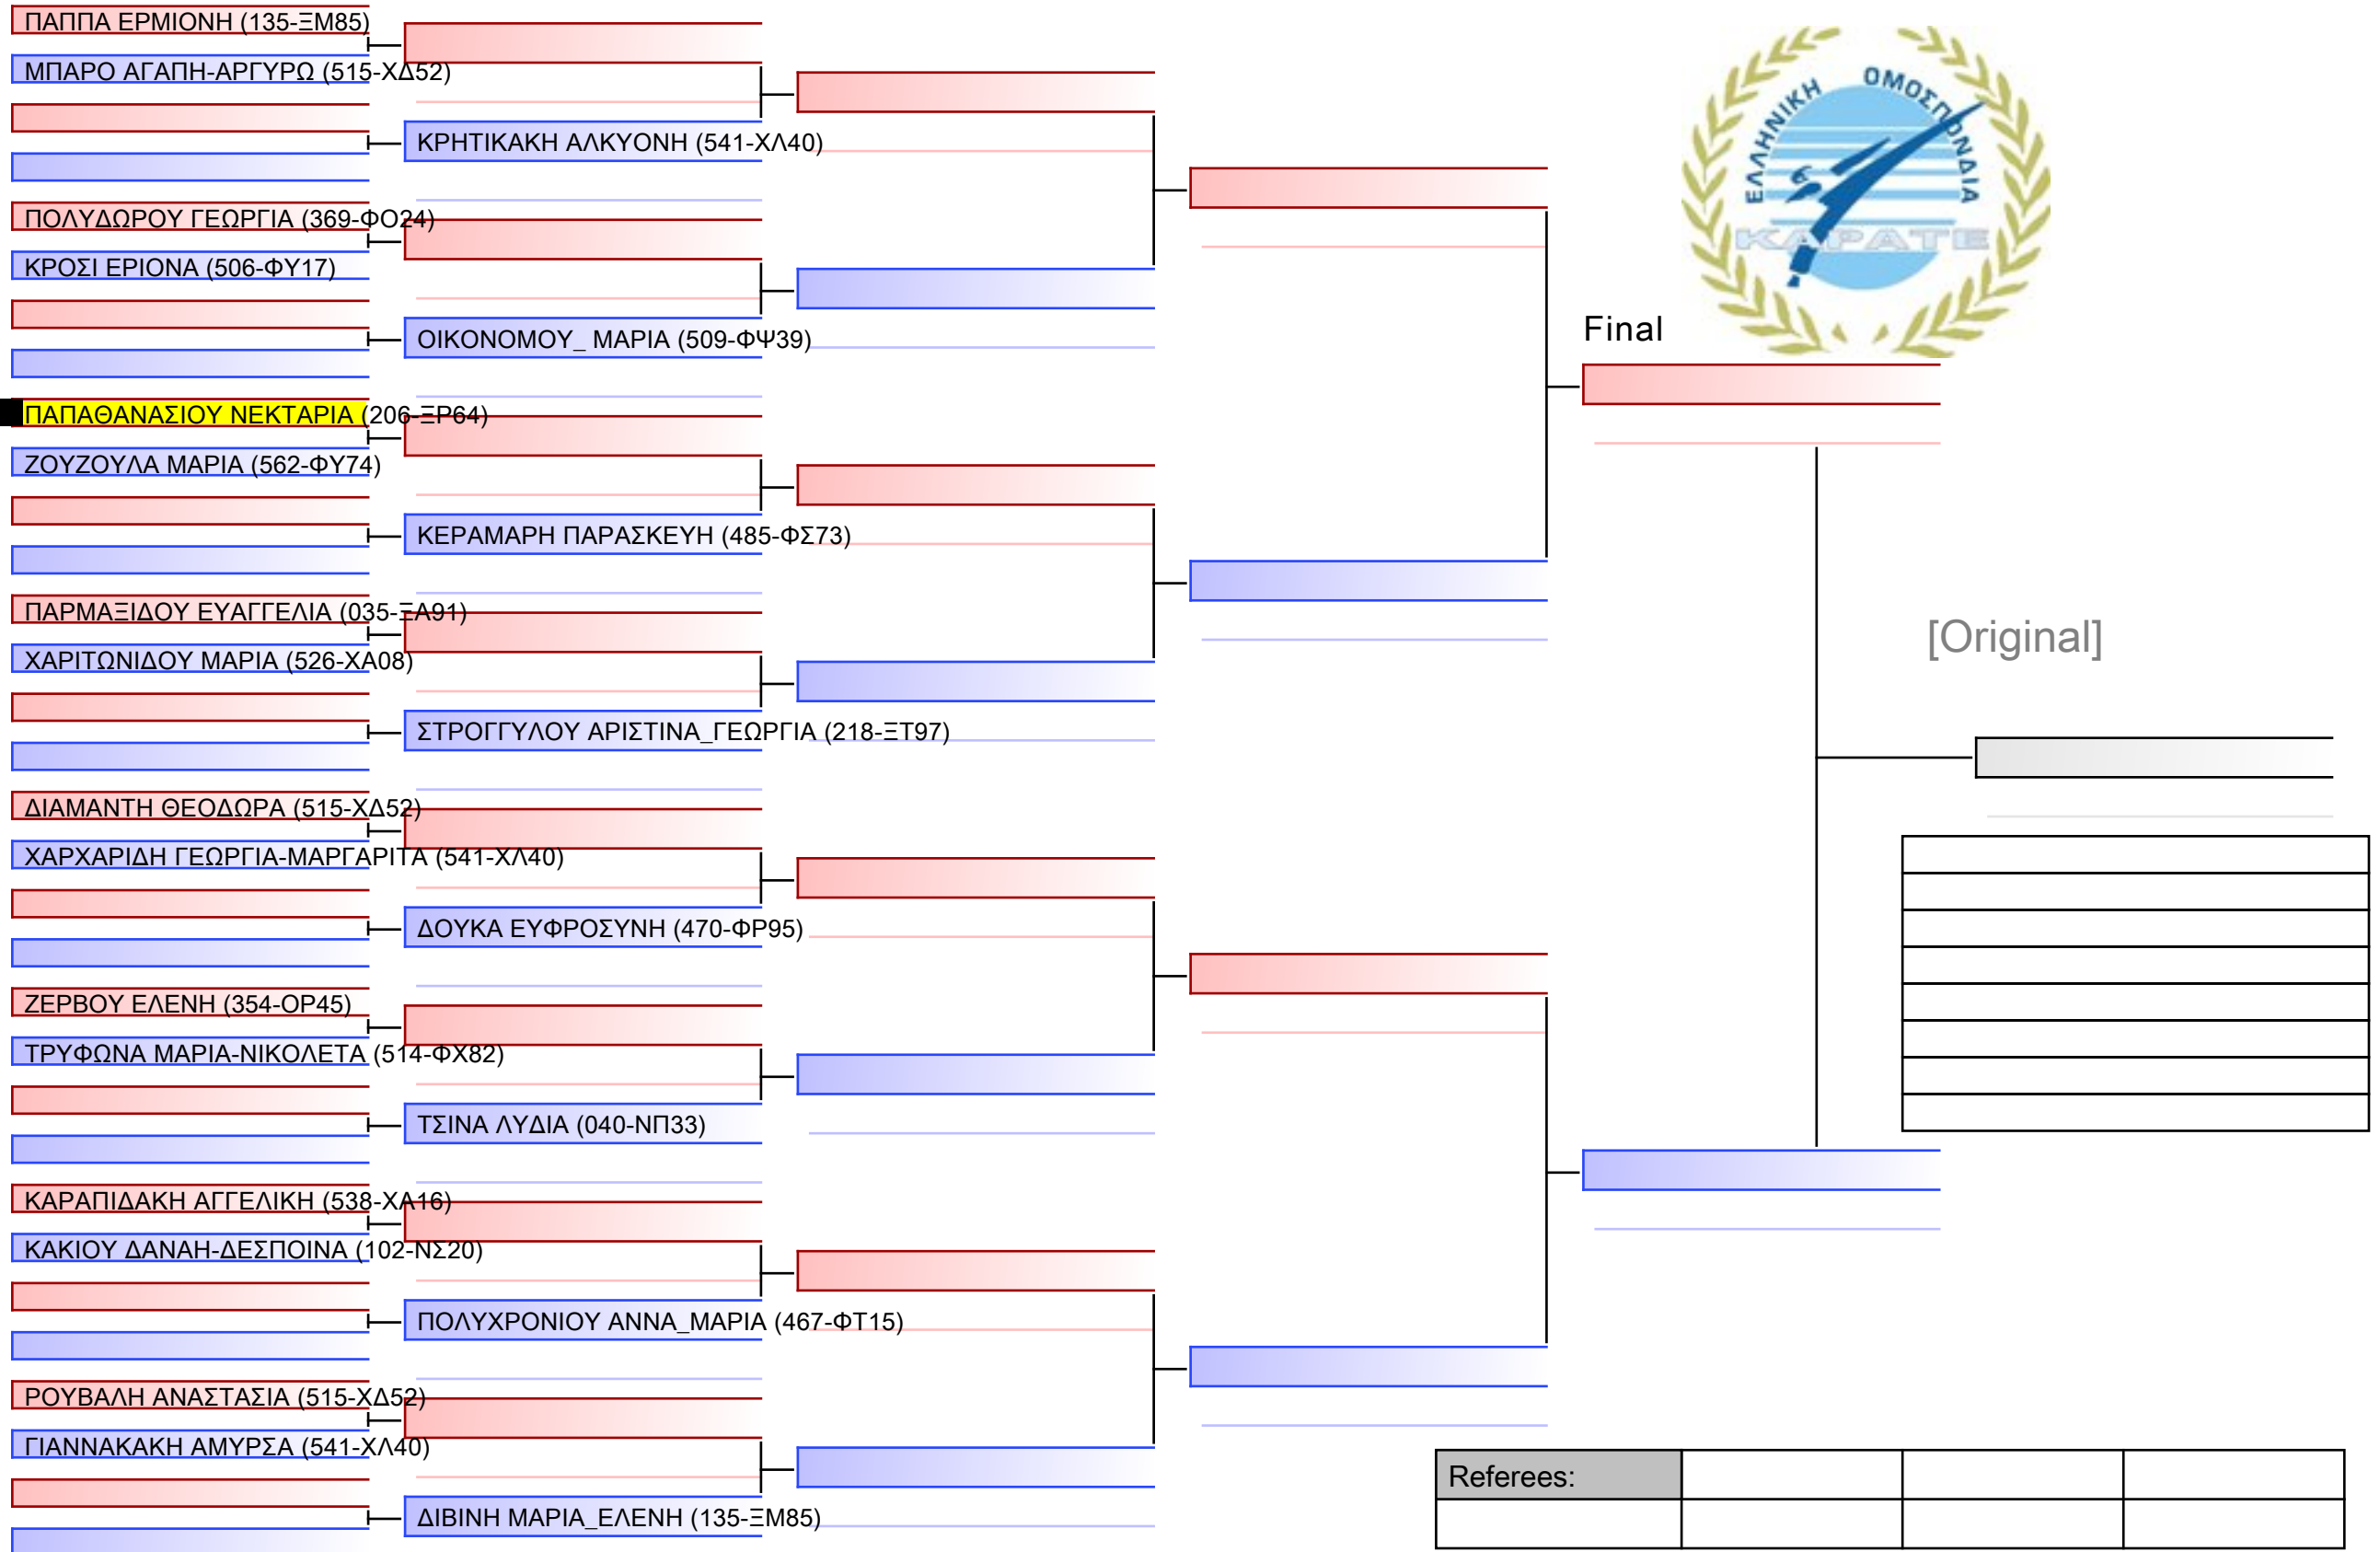 ΠΑΠΠΑ ΕΡΜΙΟΝΗ (135-ΞΜ85)
ΜΠΑΡΟ ΑΓΑΠΗ-ΑΡΓΥΡΩ (515-ΧΔ52)
ΚΡΗΤΙΚΑΚΗ ΑΛΚΥΟΝΗ (541-ΧΛ40)
ΠΟΛΥΔΩΡΟΥ ΓΕΩΡΓΙΑ (369-ΦΟ24)
ΚΡΟΣΙ ΕΡΙΟΝΑ (506-ΦΥ17)
ΟΙΚΟΝΟΜΟΥ_ ΜΑΡΙΑ (509-ΦΨ39)
ΠΑΠΑΘΑΝΑΣΙΟΥ ΝΕΚΤΑΡΙΑ (206-ΞΡ64)
ΖΟΥΖΟΥΛΑ ΜΑΡΙΑ (562-ΦΥ74)
ΚΕΡΑΜΑΡΗ ΠΑΡΑΣΚΕΥΗ (485-ΦΣ73)
ΠΑΡΜΑΞΙΔΟΥ ΕΥΑΓΓΕΛΙΑ (035-ΞΑ91)
ΧΑΡΙΤΩΝΙΔΟΥ ΜΑΡΙΑ (526-ΧΑ08)
ΣΤΡΟΓΓΥΛΟΥ ΑΡΙΣΤΙΝΑ_ΓΕΩΡΓΙΑ (218-ΞΤ97)
ΔΙΑΜΑΝΤΗ ΘΕΟΔΩΡΑ (515-ΧΔ52)
ΧΑΡΧΑΡΙΔΗ ΓΕΩΡΓΙΑ-ΜΑΡΓΑΡΙΤΑ (541-ΧΛ40)
ΔΟΥΚΑ ΕΥΦΡΟΣΥΝΗ (470-ΦΡ95)
ΖΕΡΒΟΥ ΕΛΕΝΗ (354-ΟΡ45)
ΤΡΥΦΩΝΑ ΜΑΡΙΑ-ΝΙΚΟΛΕΤΑ (514-ΦΧ82)
ΤΣΙΝΑ ΛΥΔΙΑ (040-ΝΠ33)
ΚΑΡΑΠΙΔΑΚΗ ΑΓΓΕΛΙΚΗ (538-ΧΑ16)
ΚΑΚΙΟΥ ΔΑΝΑΗ-ΔΕΣΠΟΙΝΑ (102-ΝΣ20)
ΠΟΛΥΧΡΟΝΙΟΥ ΑΝΝΑ_ΜΑΡΙΑ (467-ΦΤ15)
ΡΟΥΒΑΛΗ ΑΝΑΣΤΑΣΙΑ (515-ΧΔ52)
ΓΙΑΝΝΑΚΑΚΗ ΑΜΥΡΣΑ (541-ΧΛ40)
ΔΙΒΙΝΗ ΜΑΡΙΑ_ΕΛΕΝΗ (135-ΞΜ85)
ΕΛΛΗΝΙΚΗ ΟΜΟΣΠΟΝΔΙΑ
ΚΑΡΑΤΕ
Final
[Original]
Referees: